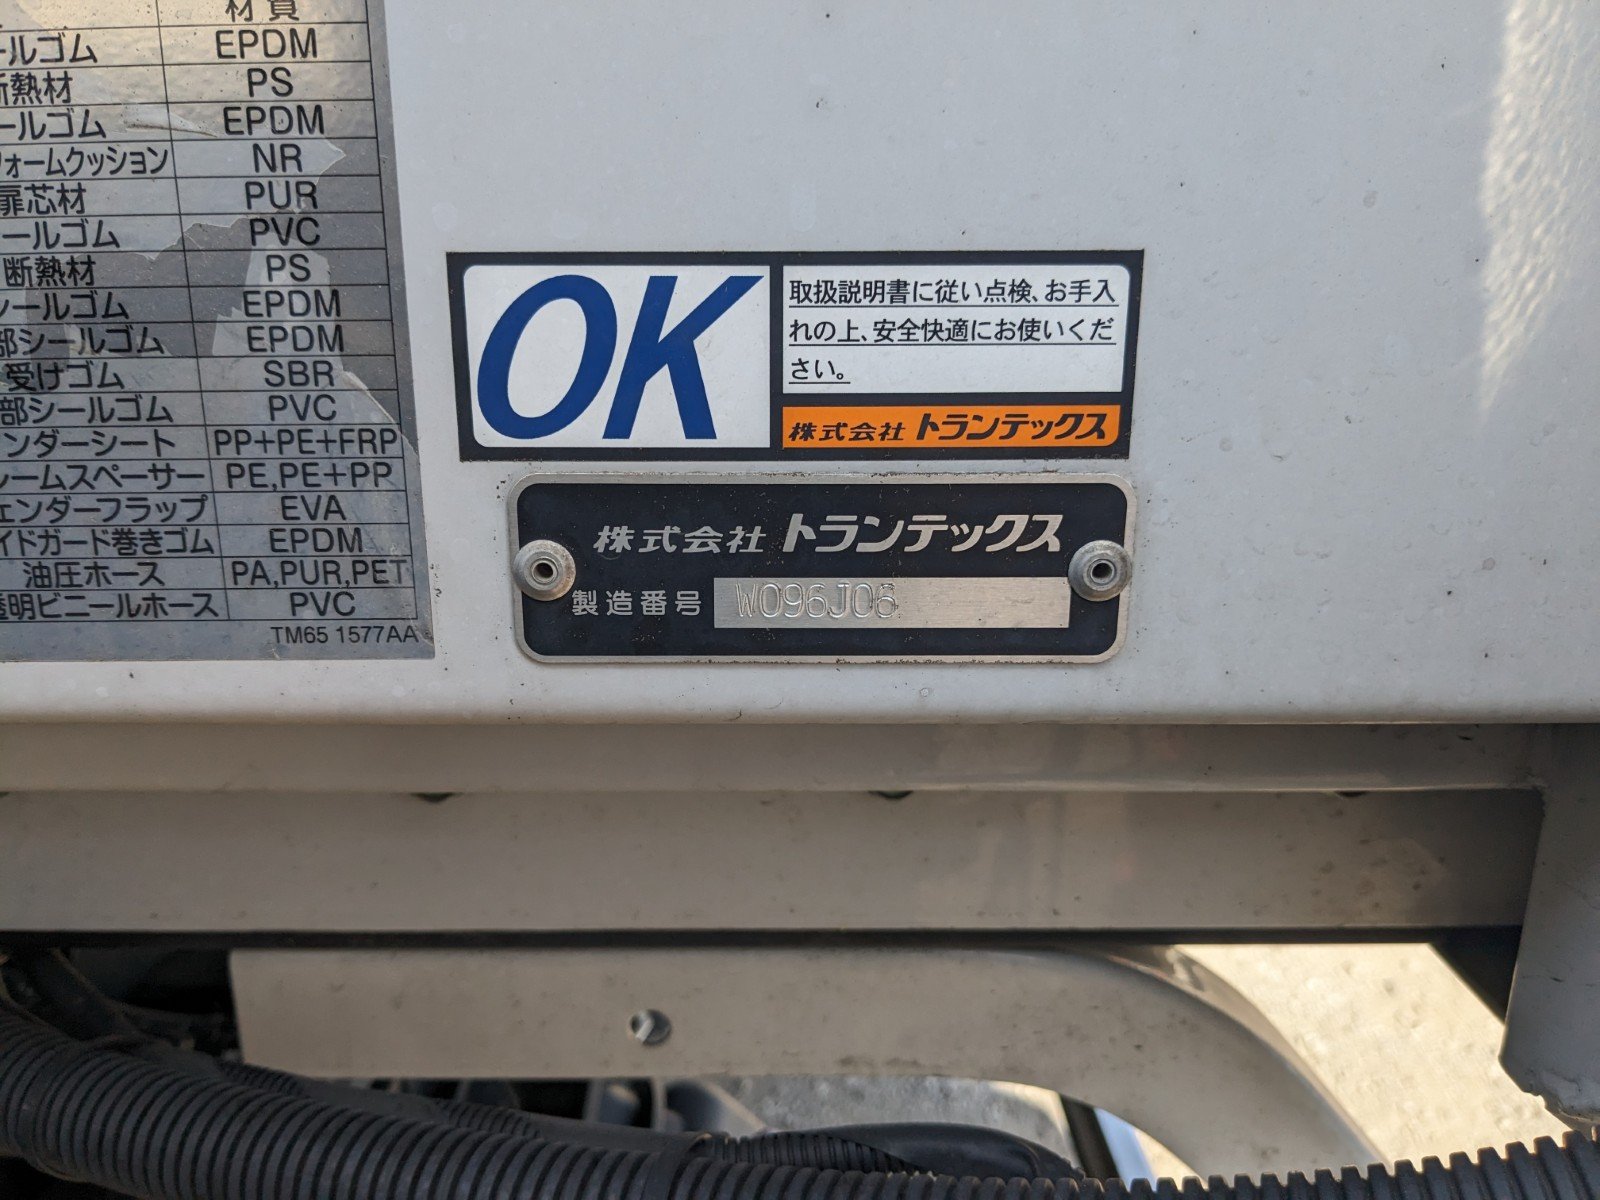 材質
ールゴム EPDM
断熱材 PS
ールゴム EPDM
ォームクッション NR
扉芯材 PUR
ールゴム PVC
断熱材 PS
シールゴム EPDM
部シールゴム EPDM
受けゴム SBR
部シールゴム PVC
ンダーシート PP+PE+FRP
レームスペーサー PE,PE+PP
ェンダーフラップ EVA
イドガード巻きゴム EPDM
油圧ホース PA,PUR,PET
透明ビニールホース PVC
TM65 1577AA
OK
取扱説明書に従い点検、お手入
れの上、安全快適にお使いくだ
さい。
株式会社 トランテックス
株式会社 トランテックス
製造番号 W096J06